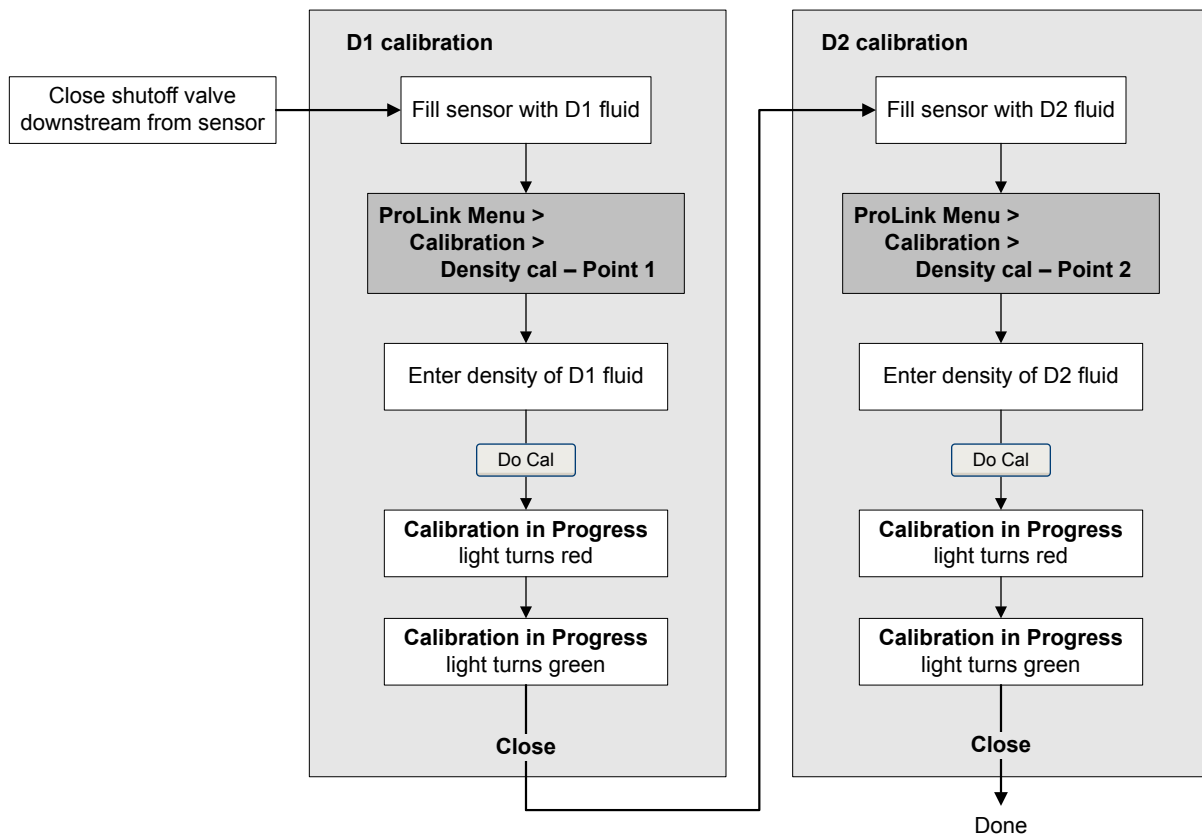 Close shutoff valve
downstream from sensor
D1 calibration
Fill sensor with D1 fluid
ProLink Menu >
Calibration >
Density cal – Point 1
Enter density of D1 fluid
Do Cal
Calibration in Progress
light turns red
Calibration in Progress
light turns green
Close
D2 calibration
Fill sensor with D2 fluid
ProLink Menu >
Calibration >
Density cal – Point 2
Enter density of D2 fluid
Do Cal
Calibration in Progress
light turns red
Calibration in Progress
light turns green
Close
Done